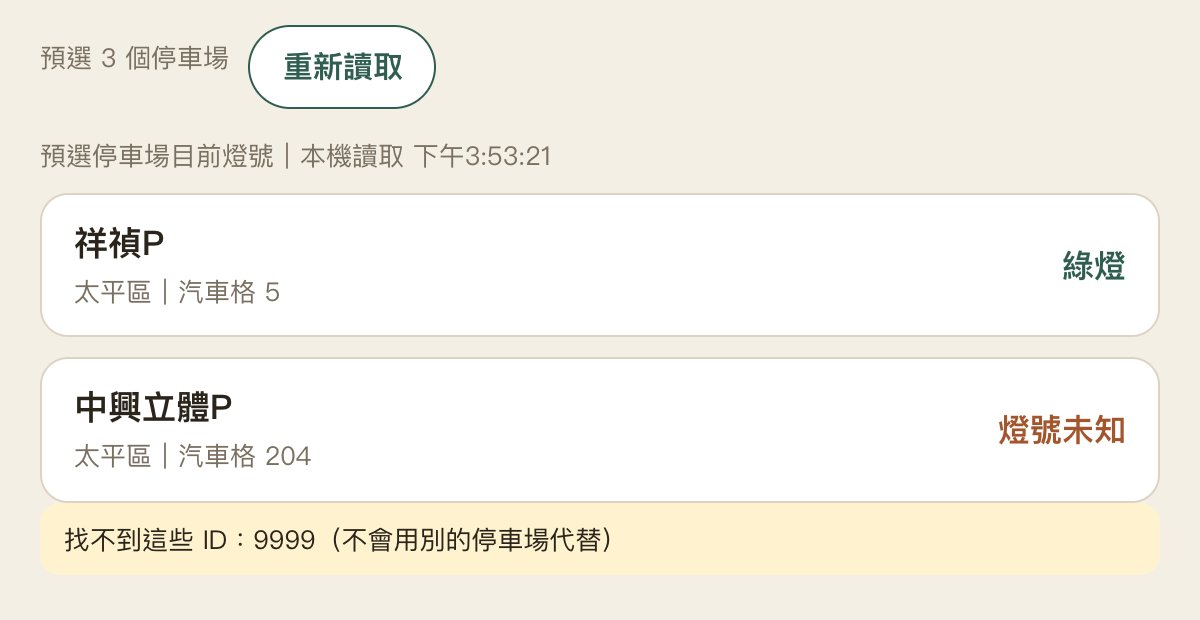 預選 3 個停車場
重新讀取
預選停車場目前燈號｜本機讀取 下午3:53:21
祥禎P
太平區｜汽車格 5
綠燈
中興立體P
太平區｜汽車格 204
燈號未知
找不到這些 ID：9999（不會用別的停車場代替）